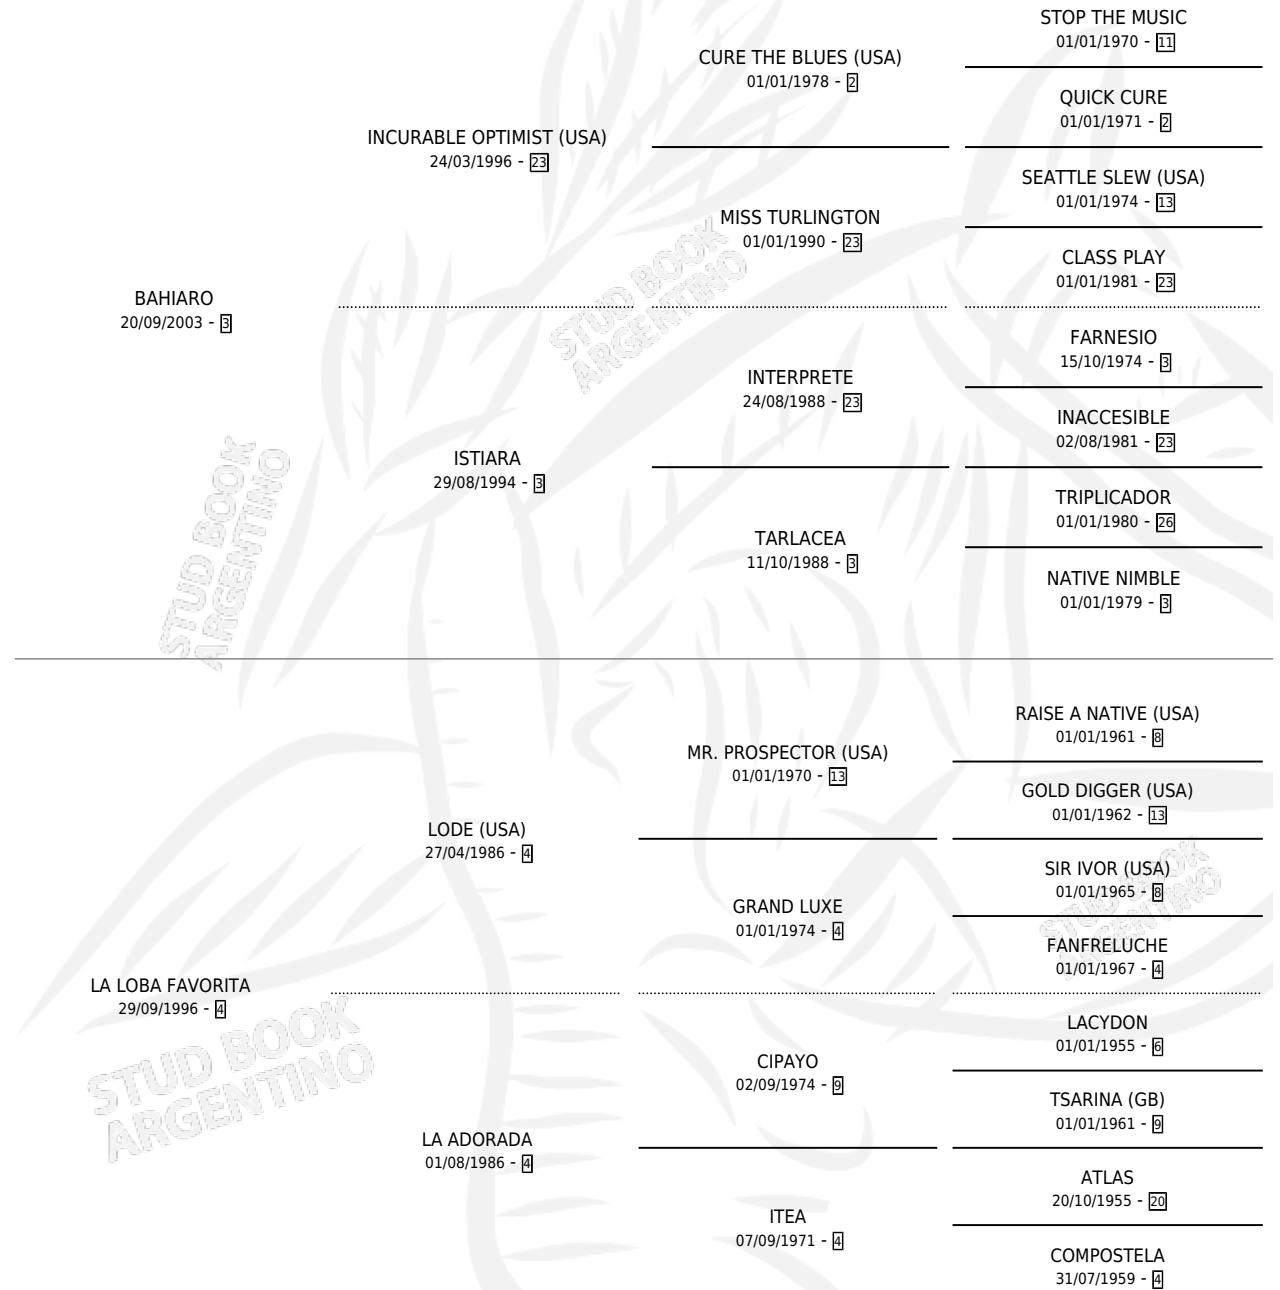 STOP THE MUSIC
01/01/1970 - 11
CURE THE BLUES (USA)
01/01/1978 - 2
QUICK CURE
01/01/1971 - 2
INCURABLE OPTIMIST (USA)
24/03/1996 - 23
SEATTLE SLEW (USA)
01/01/1974 - 13
MISS TURLINGTON
01/01/1990 - 23
CLASS PLAY
01/01/1981 - 23
BAHIARO
20/09/2003 - 3
FARNESIO
15/10/1974 - 3
INTERPRETE
24/08/1988 - 23
INACCESIBLE
02/08/1981 - 23
ISTIARA
29/08/1994 - 3
TRIPLICADOR
01/01/1980 - 26
TARLACEA
11/10/1988 - 3
NATIVE NIMBLE
01/01/1979 - 3
RAISE A NATIVE (USA)
01/01/1961 - 8
MR. PROSPECTOR (USA)
01/01/1970 - 13
GOLD DIGGER (USA)
01/01/1962 - 13
LODE (USA)
27/04/1986 - 4
SIR IVOR (USA)
01/01/1965 - 8
GRAND LUXE
01/01/1974 - 4
FANFRELUCHE
01/01/1967 - 4
LA LOBA FAVORITA
29/09/1996 - 4
LACYDON
01/01/1955 - 6
CIPAYO
02/09/1974 - 9
TSARINA (GB)
01/01/1961 - 9
LA ADORADA
01/08/1986 - 4
ATLAS
20/10/1955 - 20
ITEA
07/09/1971 - 4
COMPOSTELA
31/07/1959 - 4
STUD BOOK
ARGENTINO
STUD BOOK
ARGENTINO
STUD BOOK
ARGENTINO
STUD BOOK
ARGENTINO